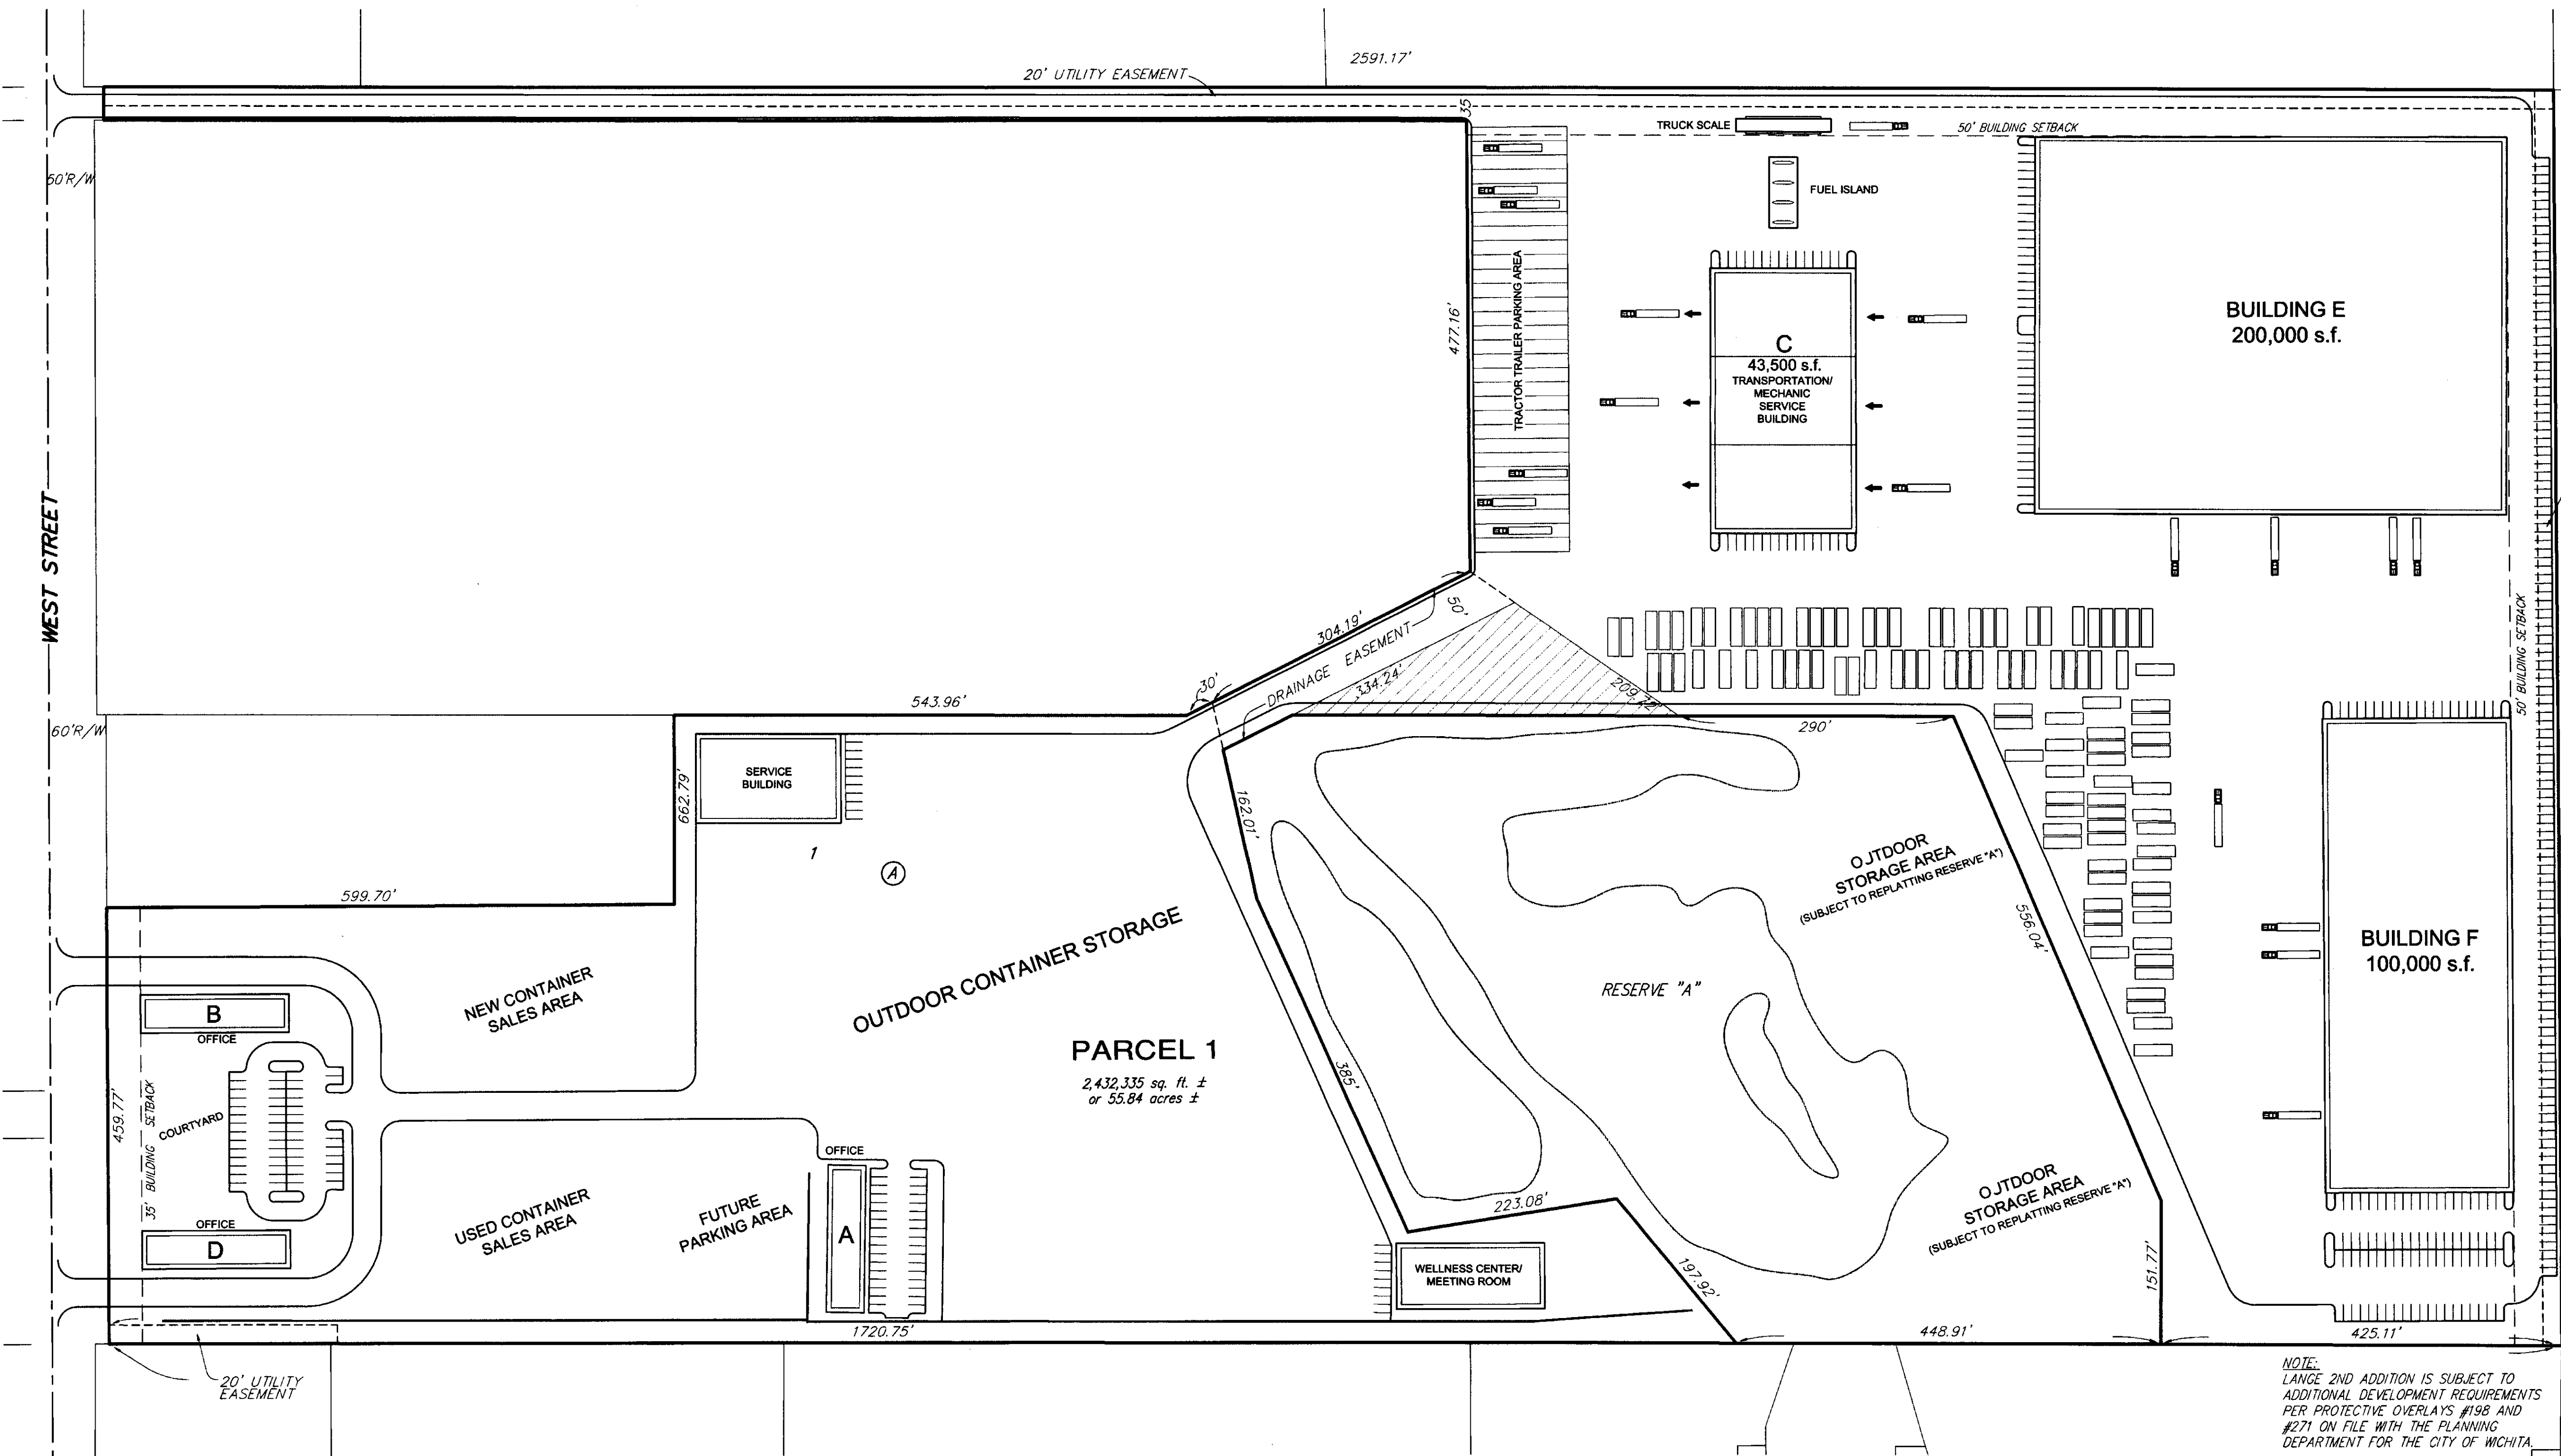 2591.17'
20' UTILITY EASEMENT
35
TRUCK SCALE
50' BUILDING SETBACK
50'R/W
FUEL ISLAND
TRACTOR TRAILER PARKING AREA
477.16'
C
43,500 s.f.
TRANSPORTATION/
MECHANIC
SERVICE
BUILDING
BUILDING E
200,000 s.f.
WEST STREET
50' BUILDING SETBACK
304.19'
50'
DRAINAGE EASEMENT
30'
334.24'
209.22
543.96'
290'
60'R/W
SERVICE
BUILDING
662.79'
162.01'
1
A
599.70'
OUTDOOR CONTAINER STORAGE
OJTDOOR
STORAGE AREA
(SUBJECT TO REPLATTING RESERVE "A")
556.04'
BUILDING F
100,000 s.f.
NEW CONTAINER
SALES AREA
RESERVE "A"
B
OFFICE
PARCEL 1
2,432,335 sq. ft. ±
or 55.84 acres ±
385'
459.77'
35' BUILDING SETBACK
COURTYARD
OFFICE
A
USED CONTAINER
SALES AREA
FUTURE
PARKING AREA
223.08'
OJTDOOR
STORAGE AREA
(SUBJECT TO REPLATTING RESERVE "A")
OFFICE
D
WELLNESS CENTER/
MEETING ROOM
197.92'
151.77'
1720.75'
448.91'
425.11'
20' UTILITY
EASEMENT
NOTE:
LANGE 2ND ADDITION IS SUBJECT TO
ADDITIONAL DEVELOPMENT REQUIREMENTS
PER PROTECTIVE OVERLAYS #198 AND
#271 ON FILE WITH THE PLANNING
DEPARTMENT FOR THE CITY OF WICHITA.